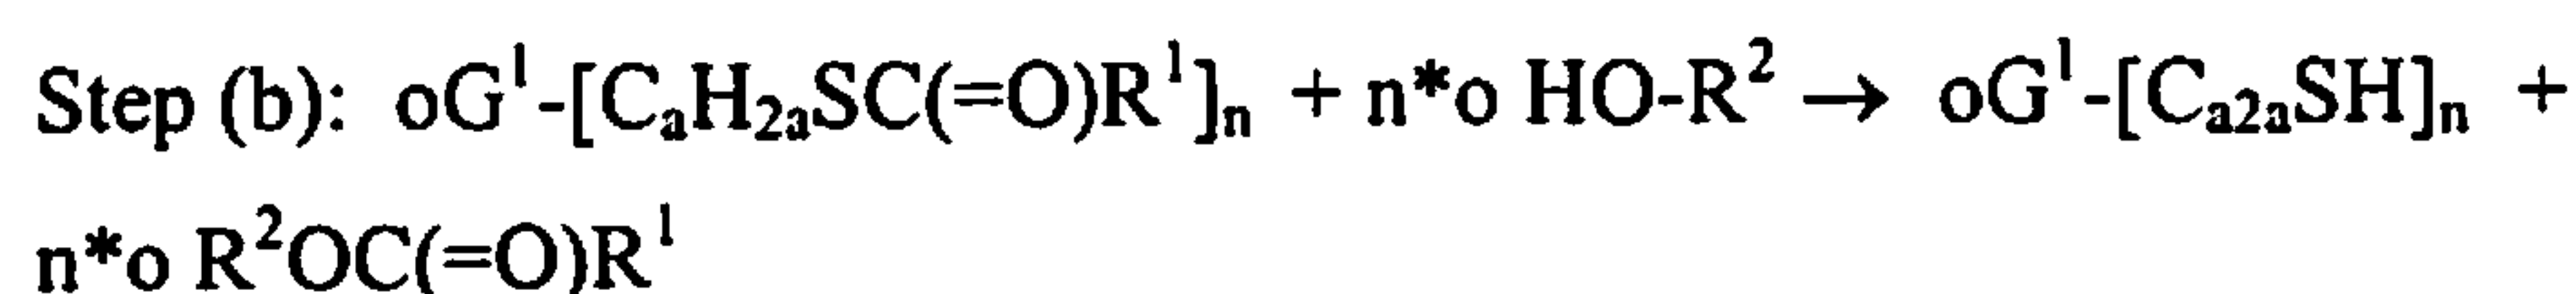 Step (b): oG¹-[CₐH₂ₐSC(=O)R¹]ₙ + n*o HO-R² → oG¹-[Cₐ₂ₐSH]ₙ +
n*o R²OC(=O)R¹